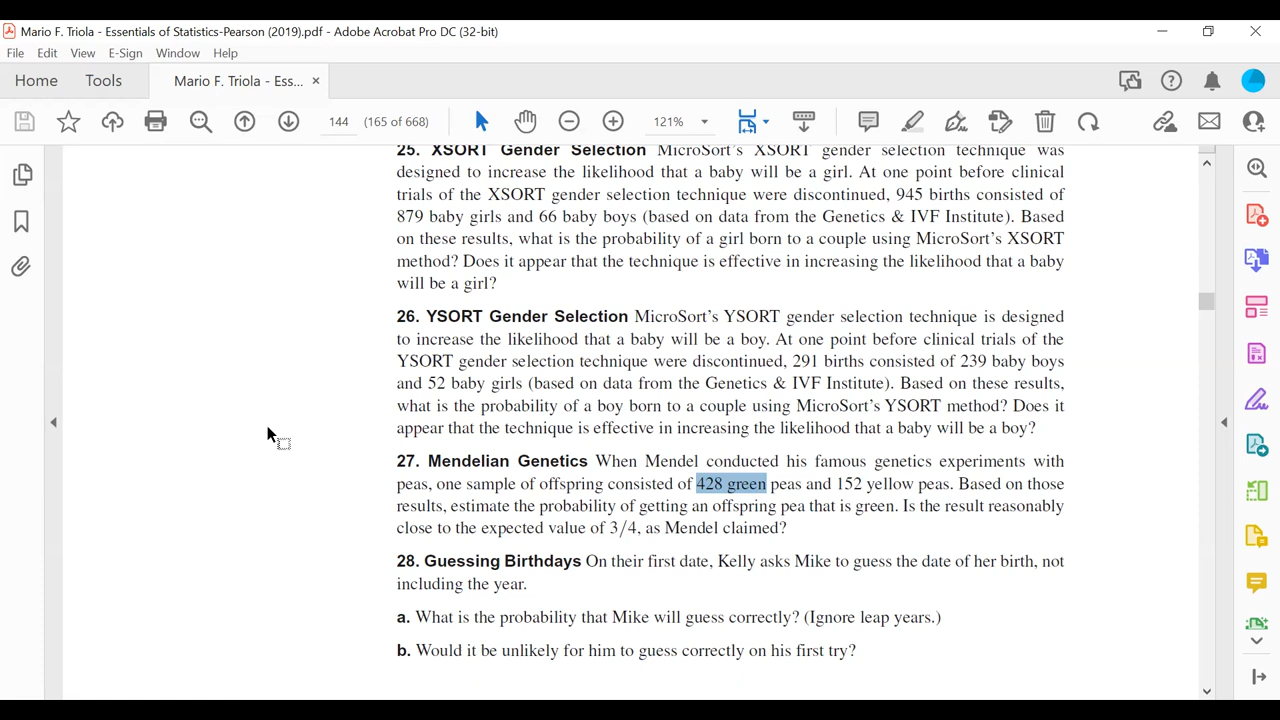 Mario F. Triola - Essentials of Statistics-Pearson (2019).pdf - Adobe Acrobat Pro DC (32-bit)
File Edit View E-Sign Window Help
Home Tools Mario F. Triola - Ess... ×
144 (165 of 668) 121%
25. XSORT Gender Selection MicroSort's XSORT gender selection technique was
designed to increase the likelihood that a baby will be a girl. At one point before clinical
trials of the XSORT gender selection technique were discontinued, 945 births consisted of
879 baby girls and 66 baby boys (based on data from the Genetics & IVF Institute). Based
on these results, what is the probability of a girl born to a couple using MicroSort's XSORT
method? Does it appear that the technique is effective in increasing the likelihood that a baby
will be a girl?
26. YSORT Gender Selection MicroSort's YSORT gender selection technique is designed
to increase the likelihood that a baby will be a boy. At one point before clinical trials of the
YSORT gender selection technique were discontinued, 291 births consisted of 239 baby boys
and 52 baby girls (based on data from the Genetics & IVF Institute). Based on these results,
what is the probability of a boy born to a couple using MicroSort's YSORT method? Does it
appear that the technique is effective in increasing the likelihood that a baby will be a boy?
27. Mendelian Genetics When Mendel conducted his famous genetics experiments with
peas, one sample of offspring consisted of 428 green peas and 152 yellow peas. Based on those
results, estimate the probability of getting an offspring pea that is green. Is the result reasonably
close to the expected value of 3/4, as Mendel claimed?
28. Guessing Birthdays On their first date, Kelly asks Mike to guess the date of her birth, not
including the year.
a. What is the probability that Mike will guess correctly? (Ignore leap years.)
b. Would it be unlikely for him to guess correctly on his first try?